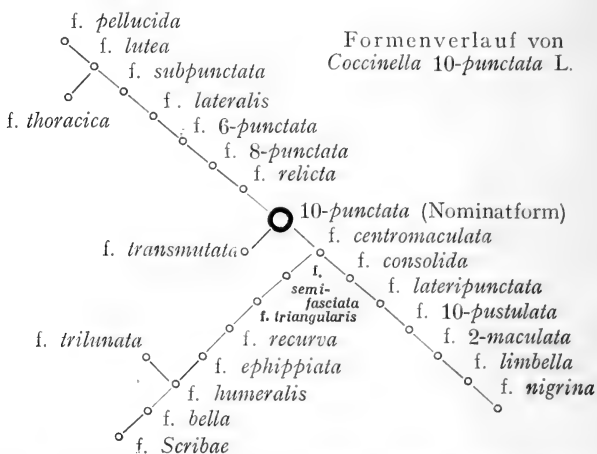 Formenverlauf von
Coccinella 10-punctata L.
f. pellucida
f. lutea
f. subpunctata
f. thoracica
f. lateralis
f. 6-punctata
f. 8-punctata
f. relicta
10-punctata (Nominatform)
f. transmutata
f. centromaculata
f. consolida
f. lateripunctata
f. 10-pustulata
f. 2-maculata
f. limbella
f. nigrina
f.
semi-
fasciata
f. triangularis
f. recurva
f. trilunata
f. ephippiata
f. humeralis
f. bella
f. Scribae